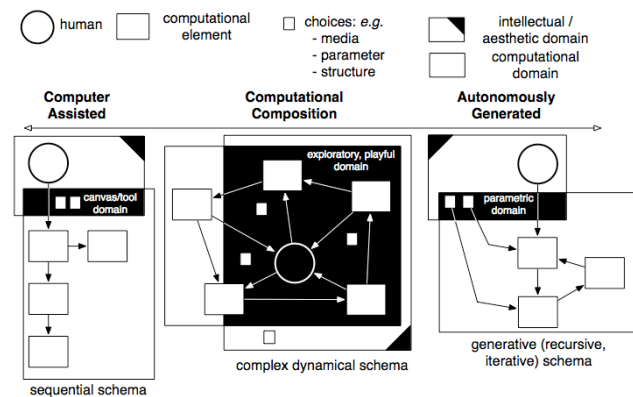 human
computational
element
choices: e.g.
- media
- parameter
- structure
intellectual /
aesthetic domain
computational
domain
Computer
Assisted
Computational
Composition
Autonomously
Generated
canvas/tool
domain
exploratory, playful
domain
parametric
domain
sequential schema
complex dynamical schema
generative (recursive,
iterative) schema